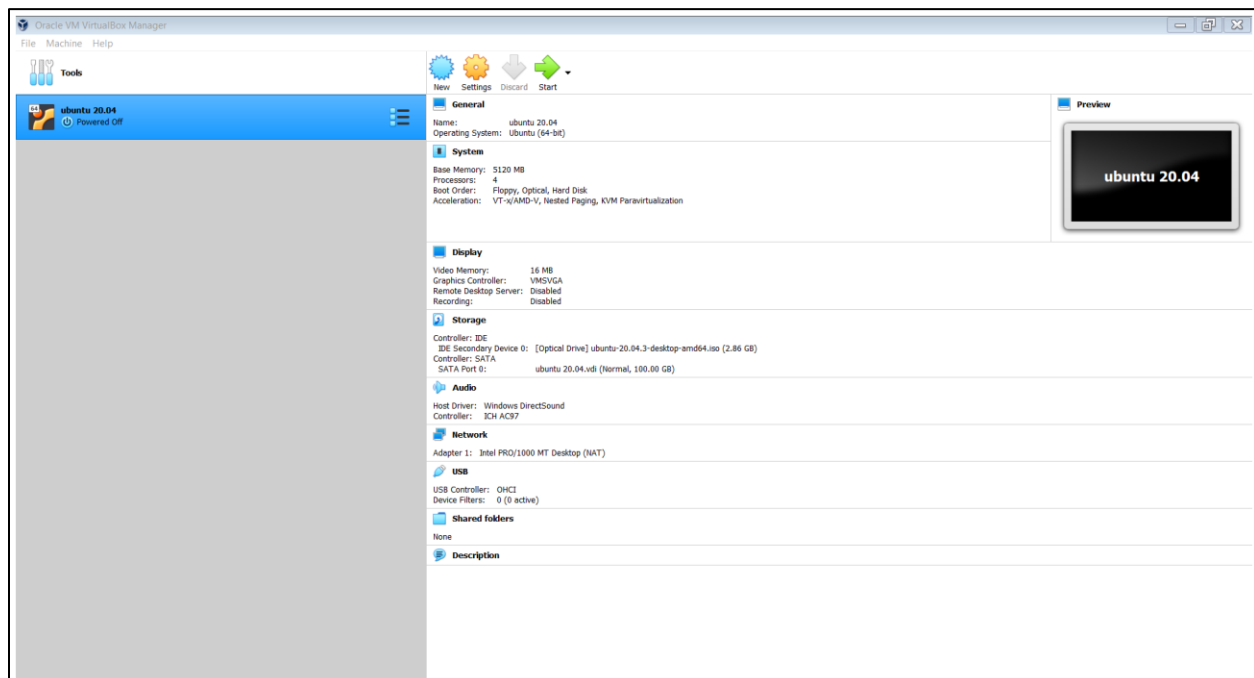 Oracle VM VirtualBox Manager
File Machine Help
Tools
New Settings Discard Start
64
ubuntu 20.04
Powered Off
General
Name: ubuntu 20.04
Operating System: Ubuntu (64-bit)
System
Base Memory: 5120 MB
Processors: 4
Boot Order: Floppy, Optical, Hard Disk
Acceleration: VT-x/AMD-V, Nested Paging, KVM Paravirtualization
Preview
ubuntu 20.04
Display
Video Memory: 16 MB
Graphics Controller: VMSVGA
Remote Desktop Server: Disabled
Recording: Disabled
Storage
Controller: IDE
IDE Secondary Device 0: [Optical Drive] ubuntu-20.04.3-desktop-amd64.iso (2.86 GB)
Controller: SATA
SATA Port 0: ubuntu 20.04.vdi (Normal, 100.00 GB)
Audio
Host Driver: Windows DirectSound
Controller: ICH AC97
Network
Adapter 1: Intel PRO/1000 MT Desktop (NAT)
USB
USB Controller: OHCI
Device Filters: 0 (0 active)
Shared folders
None
Description